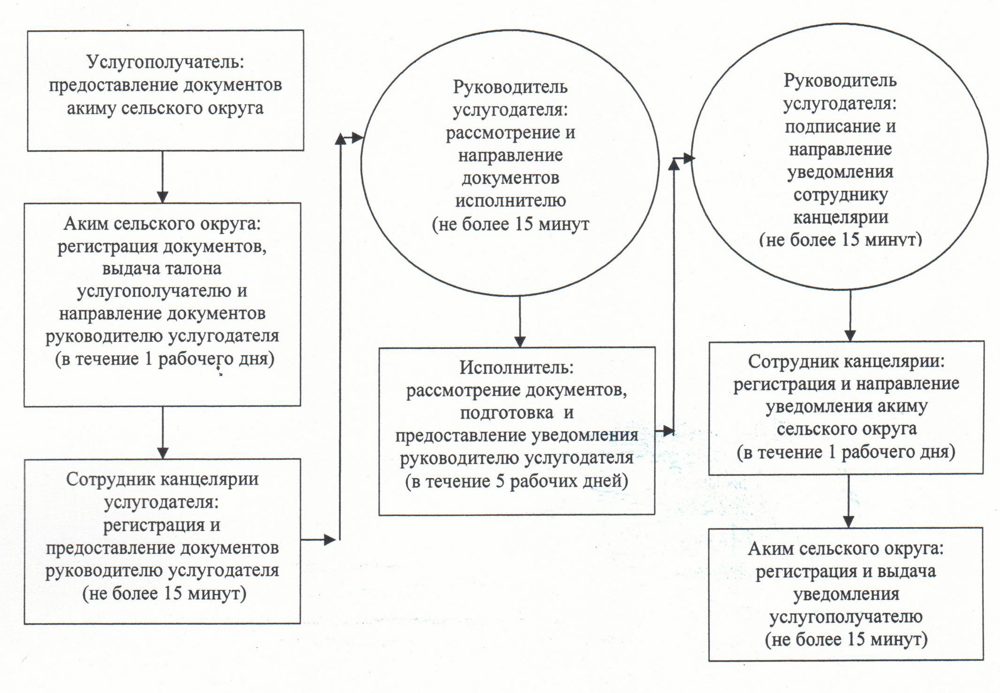 Услугополучатель:
предоставление документов
акиму сельского округа
Аким сельского округа:
регистрация документов,
выдача талона
услугополучателю и
направление документов
руководителю услугодателя
(в течение 1 рабочего дня)
Сотрудник канцелярии
услугодателя:
регистрация и
предоставление документов
руководителю услугодателя
(не более 15 минут)
Руководитель
услугодателя:
рассмотрение и
направление
документов
исполнителю
(не более 15 минут
Исполнитель:
рассмотрение документов,
подготовка и
предоставление уведомления
руководителю услугодателя
(в течение 5 рабочих дней)
Руководитель
услугодателя:
подписание и
направление
уведомления
сотруднику
канцелярии
(не более 15 минут)
Сотрудник канцелярии:
регистрация и направление
уведомления акиму
сельского округа
(в течение 1 рабочего дня)
Аким сельского округа:
регистрация и выдача
уведомления
услугополучателю
(не более 15 минут)